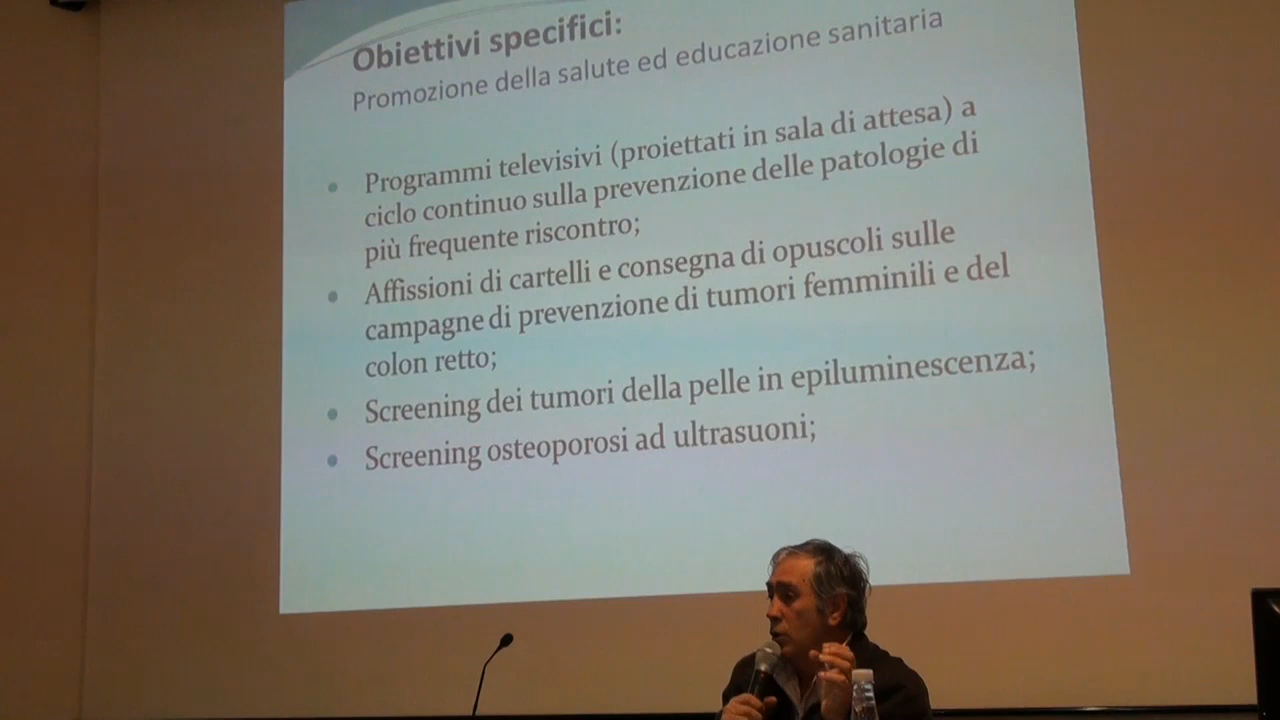 Obiettivi specifici:
Promozione della salute ed educazione sanitaria
• Programmi televisivi (proiettati in sala di attesa) a
ciclo continuo sulla prevenzione delle patologie di
più frequente riscontro;
• Affissioni di cartelli e consegna di opuscoli sulle
campagne di prevenzione di tumori femminili e del
colon retto;
• Screening dei tumori della pelle in epiluminescenza;
• Screening osteoporosi ad ultrasuoni;